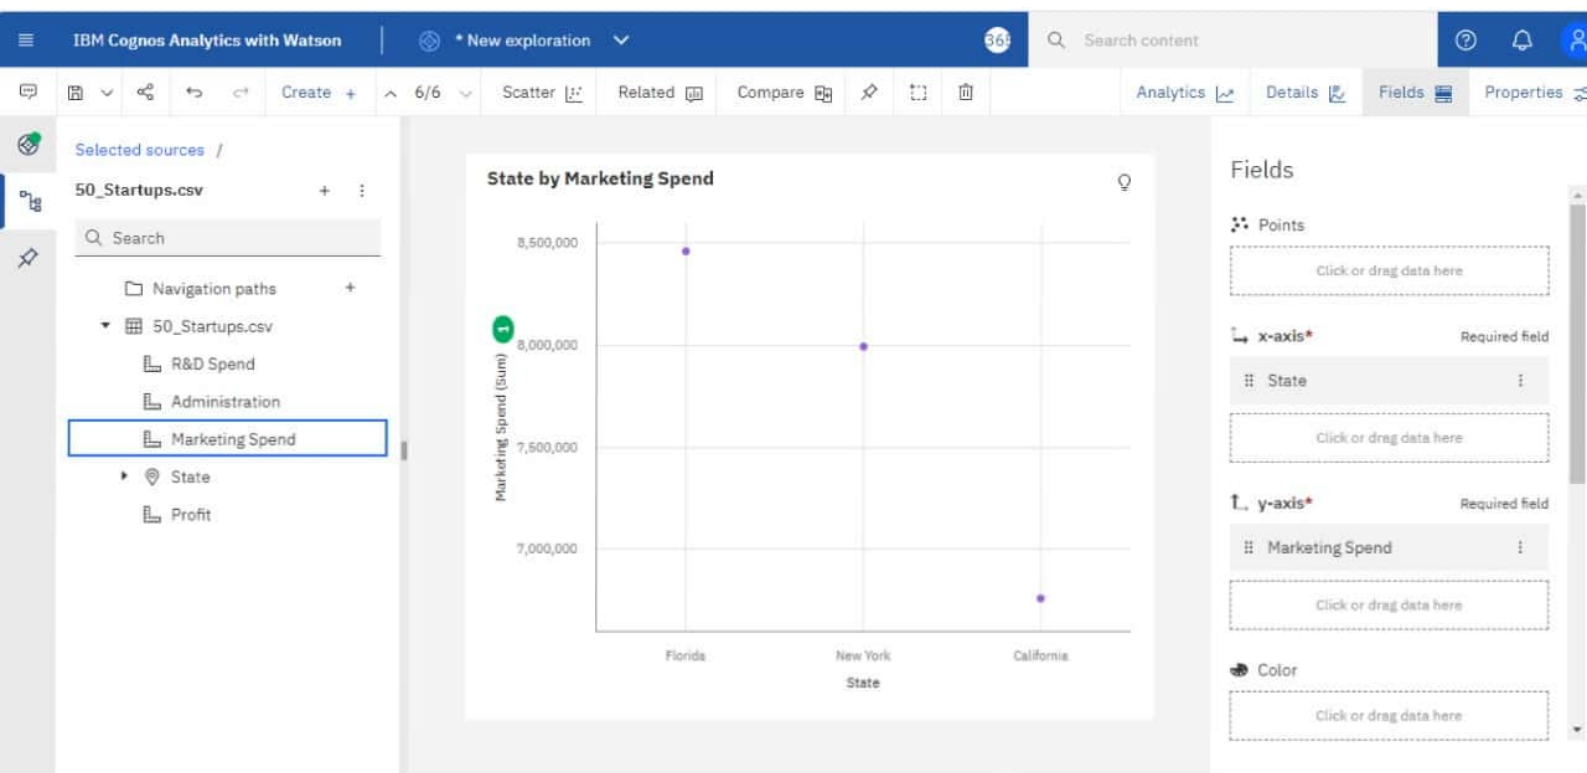 IBM Cognos Analytics with Watson
* New exploration
Search content
Create +
6/6
Scatter
Related
Compare
Analytics
Details
Fields
Properties
Selected sources /
50_Startups.csv
Search
Navigation paths
50_Startups.csv
R&D Spend
Administration
Marketing Spend
State
Profit
State by Marketing Spend
8,500,000
8,000,000
7,500,000
7,000,000
Marketing Spend (Sum)
Florida
New York
California
State
Fields
Points
Click or drag data here
x-axis*
Required field
State
Click or drag data here
y-axis*
Required field
Marketing Spend
Click or drag data here
Color
Click or drag data here